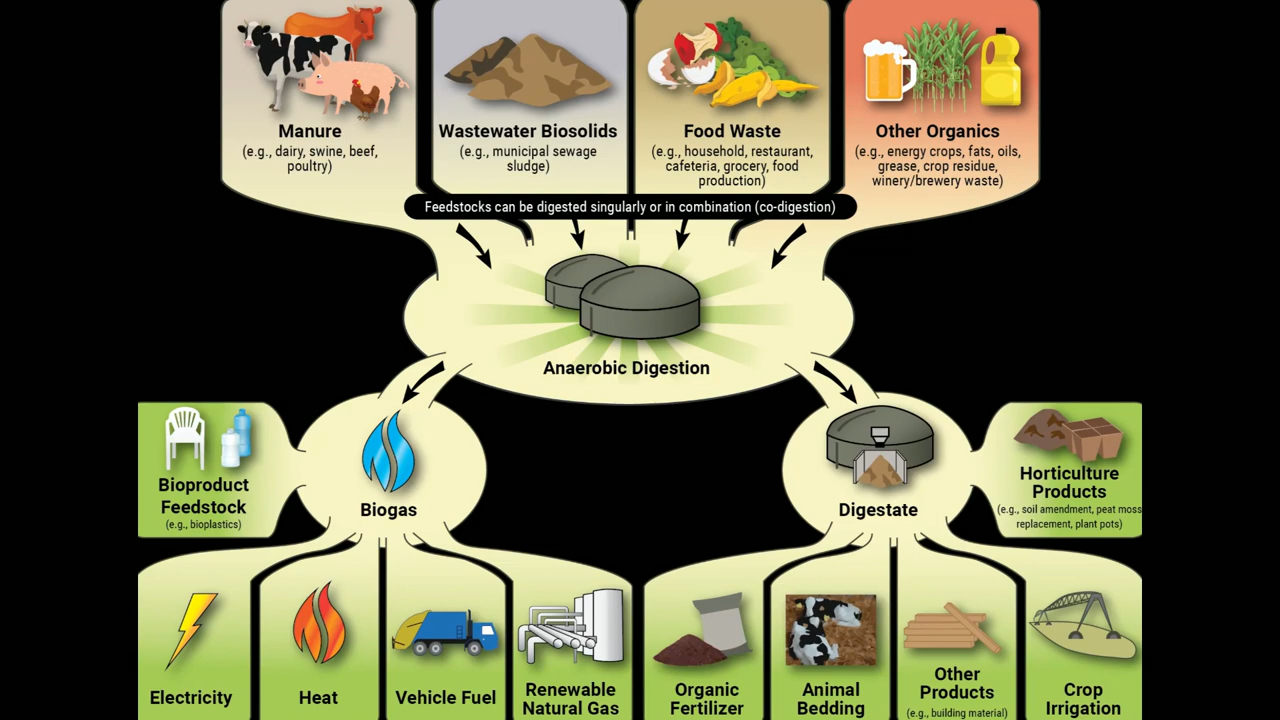 Manure
(e.g., dairy, swine, beef,
poultry)
Wastewater Biosolids
(e.g., municipal sewage
sludge)
Food Waste
(e.g., household, restaurant,
cafeteria, grocery, food
production)
Other Organics
(e.g., energy crops, fats, oils,
grease, crop residue,
winery/brewery waste)
Feedstocks can be digested singularly or in combination (co-digestion)
Anaerobic Digestion
Bioproduct
Feedstock
(e.g., bioplastics)
Biogas
Digestate
Horticulture
Products
(e.g., soil amendment, peat moss
replacement, plant pots)
Electricity
Heat
Vehicle Fuel
Renewable
Natural Gas
Organic
Fertilizer
Animal
Bedding
Other
Products
(e.g., building material)
Crop
Irrigation